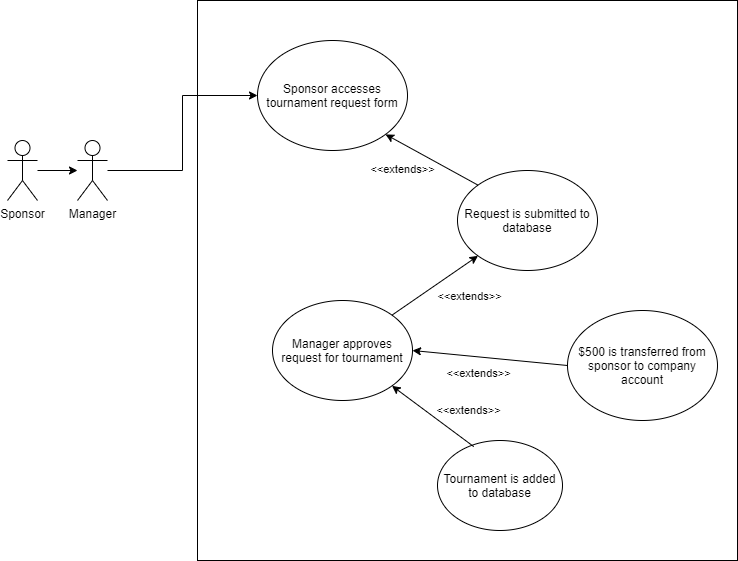 Sponsor accesses
tournament request form
<<extends>>
Sponsor
Manager
Request is submitted to
database
<<extends>>
Manager approves
request for tournament
$500 is transferred from
sponsor to company
account
<<extends>>
<<extends>>
Tournament is added
to database